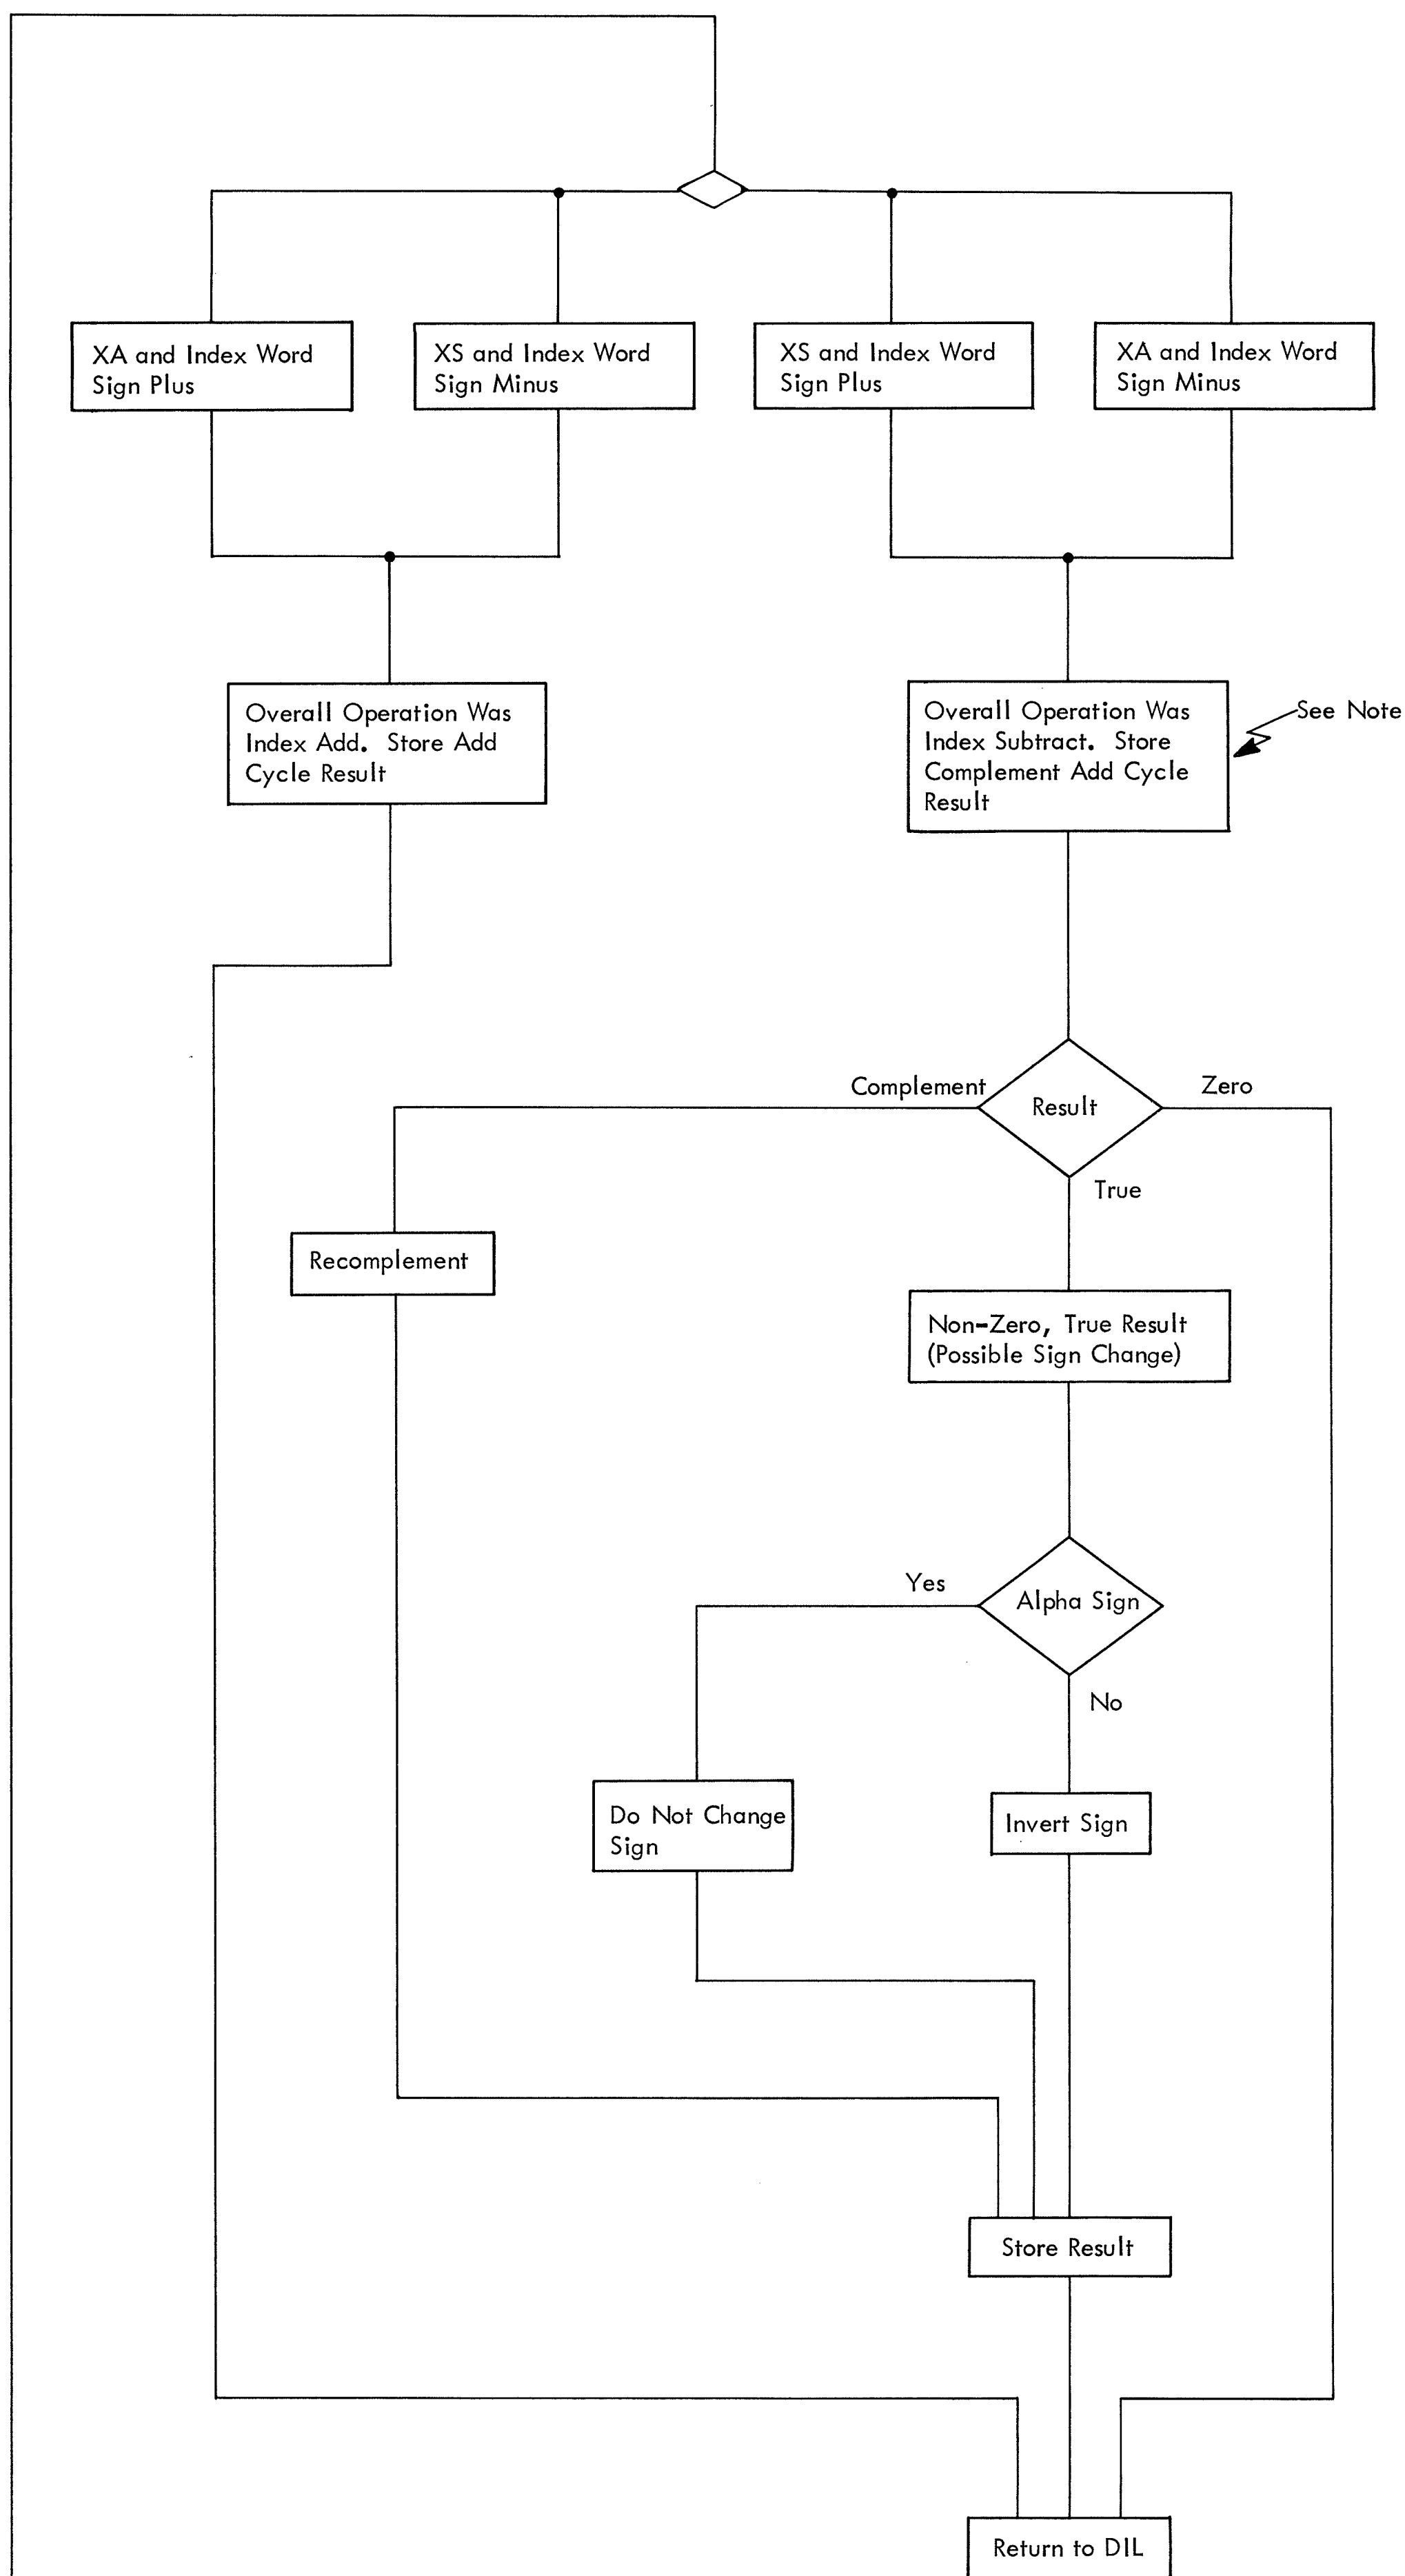 XA and Index Word
Sign Plus
XS and Index Word
Sign Minus
XS and Index Word
Sign Plus
XA and Index Word
Sign Minus
Overall Operation Was
Index Add. Store Add
Cycle Result
Overall Operation Was
Index Subtract. Store
Complement Add Cycle
Result
See Note
Complement
Result
Zero
True
Recomplement
Non-Zero, True Result
(Possible Sign Change)
Yes
Alpha Sign
No
Do Not Change
Sign
Invert Sign
Store Result
Return to DIL